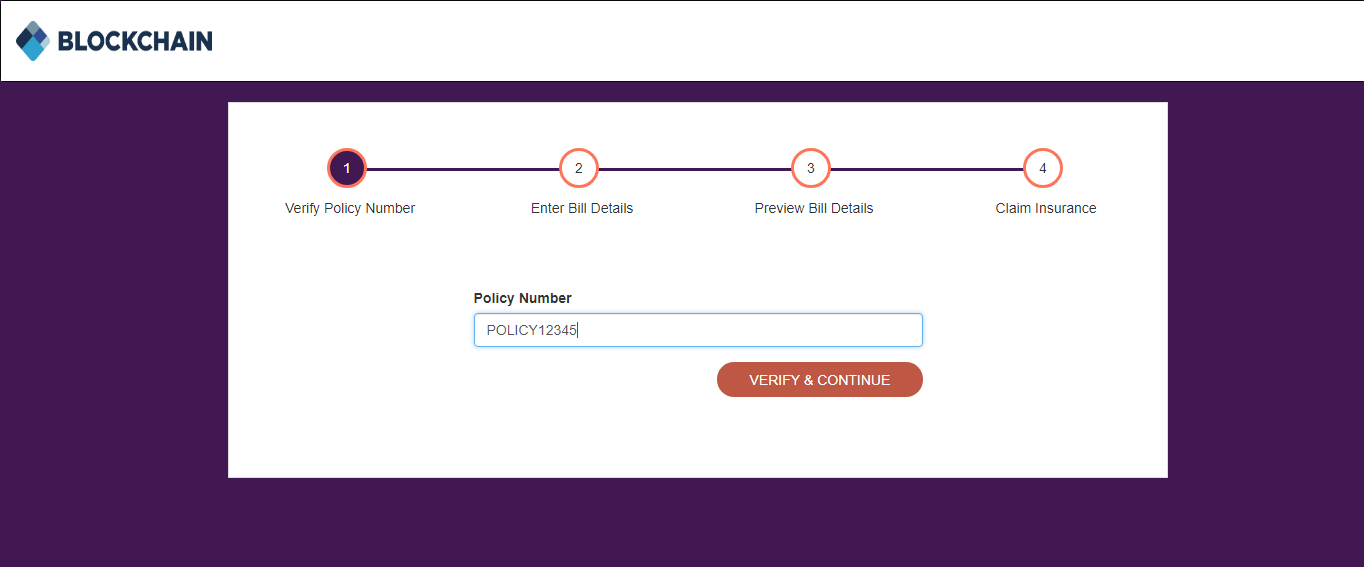 BLOCKCHAIN
1 2 3 4
Verify Policy Number Enter Bill Details Preview Bill Details Claim Insurance
Policy Number
POLICY12345
VERIFY & CONTINUE